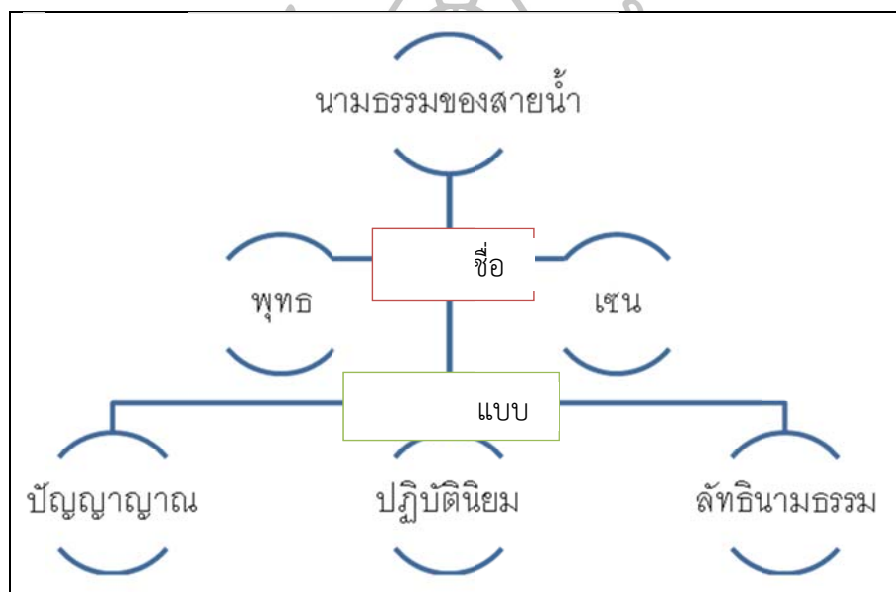 นามธรรมของสายน้ำ
ชื่อ
พุทธ
เซน
แบบ
ปัญญาญาณ
ปฏิบัตินิยม
ลัทธินามธรรม